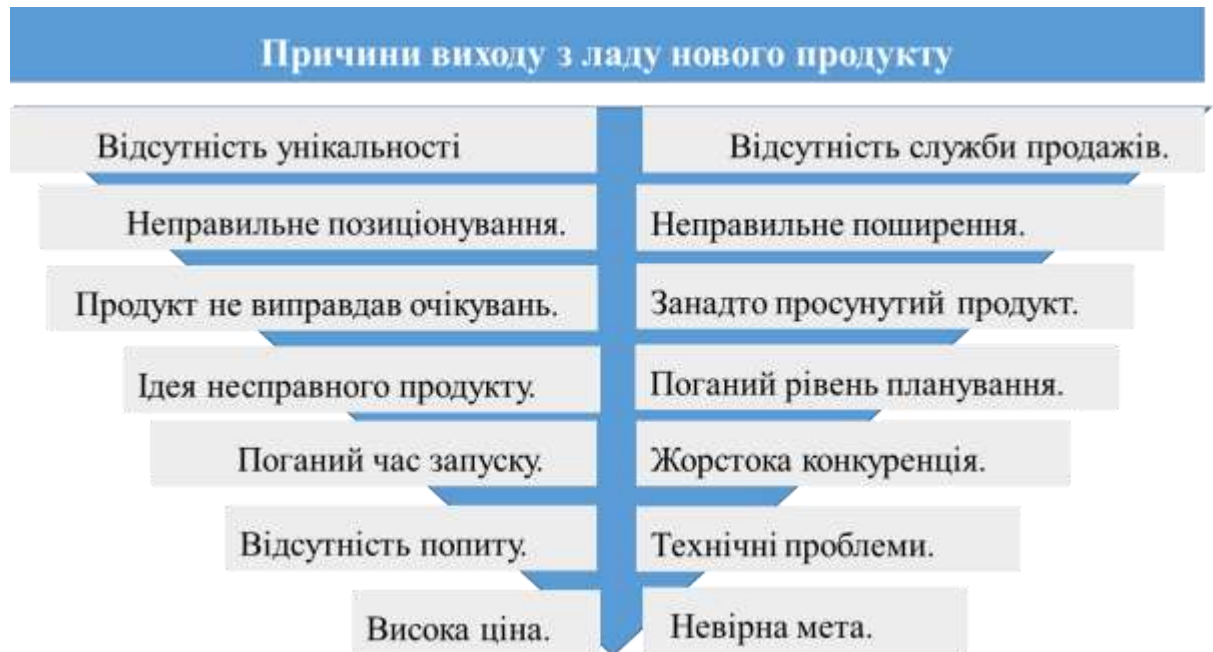 Причини виходу з ладу нового продукту
Відсутність унікальності
Відсутність служби продажів.
Неправильне позиціонування.
Неправильне поширення.
Продукт не виправдав очікувань.
Занадто просунутий продукт.
Ідея несправного продукту.
Поганий рівень планування.
Поганий час запуску.
Жорстока конкуренція.
Відсутність попиту.
Технічні проблеми.
Висока ціна.
Невірна мета.